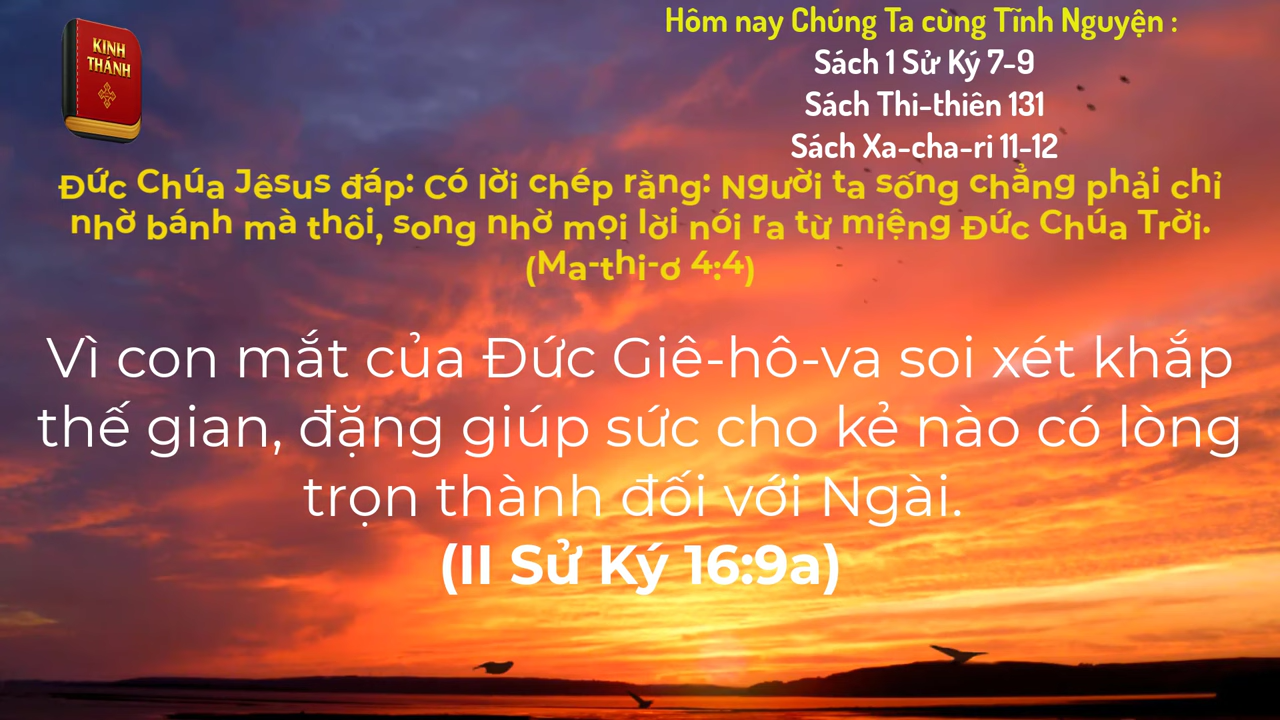 KINH
THÁNH
Hôm nay Chúng Ta cùng Tĩnh Nguyện :
Sách 1 Sử Ký 7-9
Sách Thi-thiên 131
Sách Xa-cha-ri 11-12
Đức Chúa Jêsus đáp: Có lời chép rằng: Người ta sống chẳng phải chỉ
nhờ bánh mà thôi, song nhờ mọi lời nói ra từ miệng Đức Chúa Trời.
(Ma-thi-ơ 4:4)
Vì con mắt của Đức Giê-hô-va soi xét khắp
thế gian, đặng giúp sức cho kẻ nào có lòng
trọn thành đối với Ngài.
(II Sử Ký 16:9a)